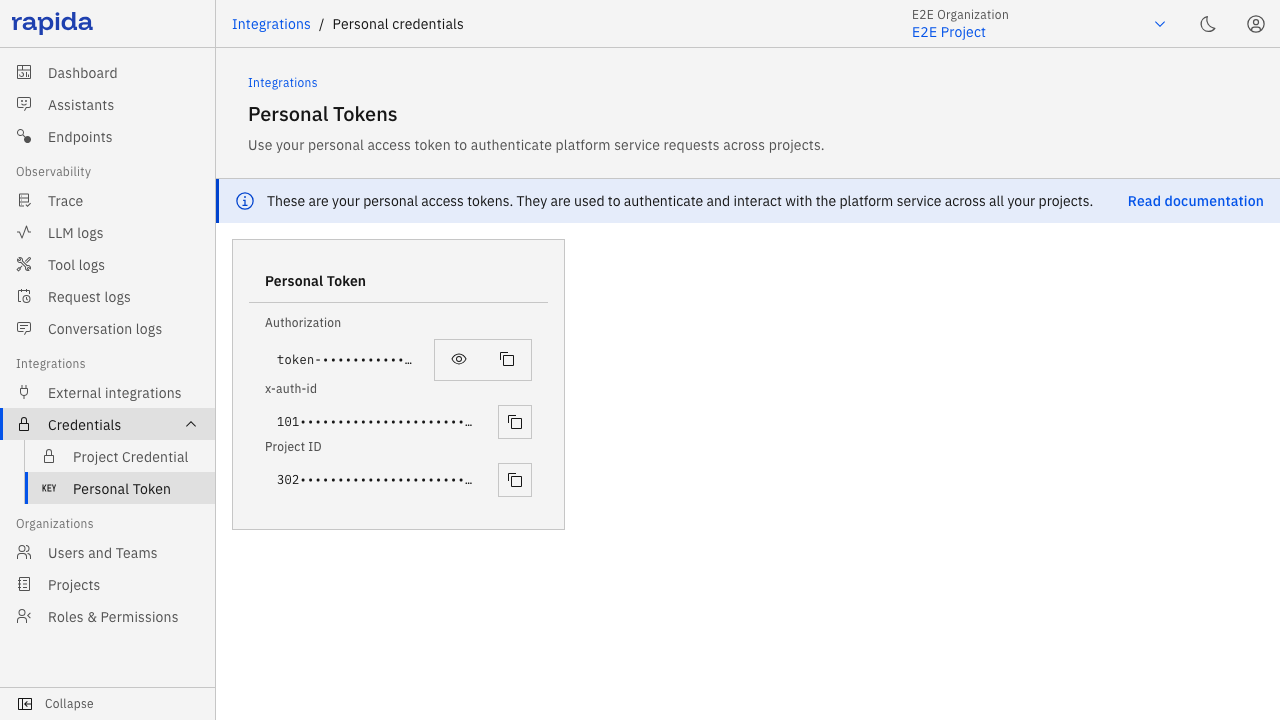 rapida
Integrations / Personal credentials
E2E Organization
E2E Project
Dashboard
Assistants
Endpoints
Observability
Trace
LLM logs
Tool logs
Request logs
Conversation logs
Integrations
External integrations
Credentials
Project Credential
KEY Personal Token
Organizations
Users and Teams
Projects
Roles & Permissions
Collapse
Integrations
Personal Tokens
Use your personal access token to authenticate platform service requests across projects.
These are your personal access tokens. They are used to authenticate and interact with the platform service across all your projects. Read documentation
Personal Token
Authorization
token-•••••••••••…
x-auth-id
101••••••••••••••••••••••…
Project ID
302••••••••••••••••••••••…